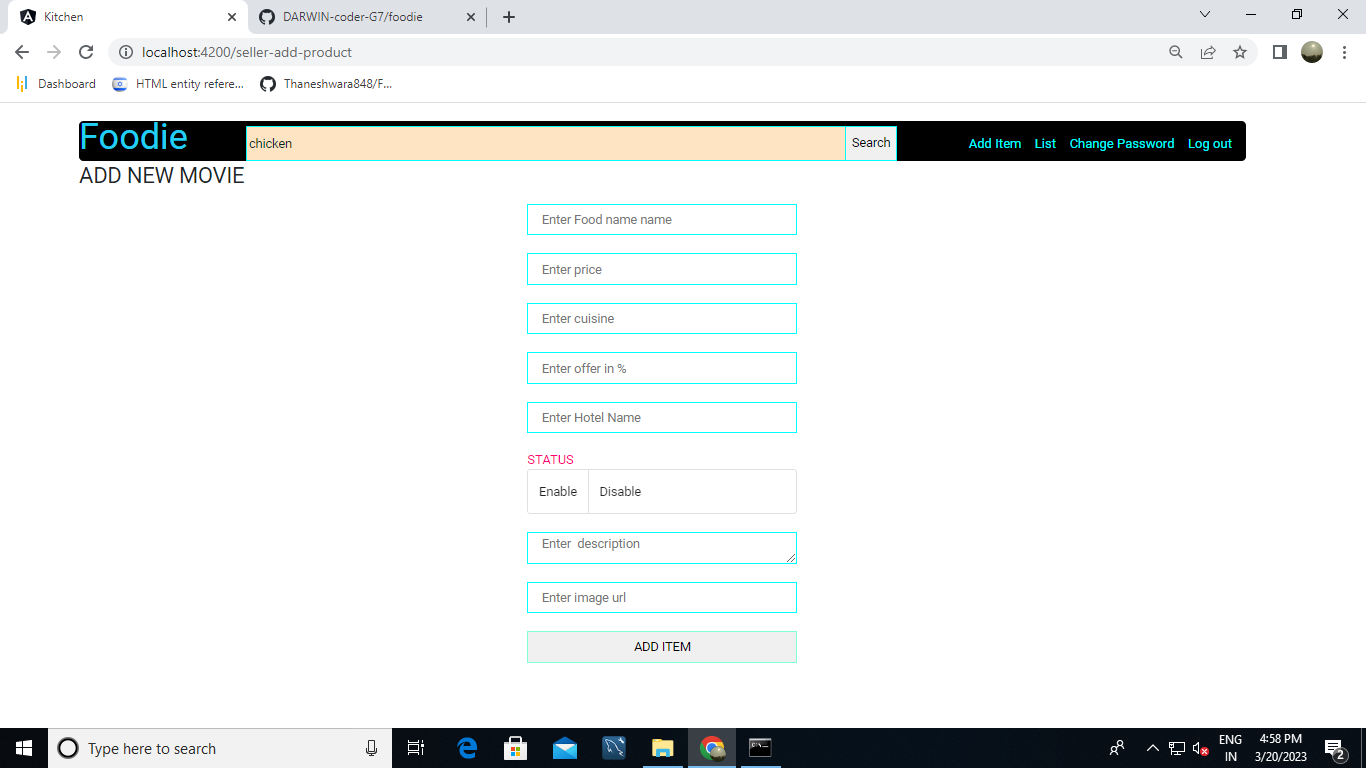 Kitchen
DARWIN-coder-G7/foodie
localhost:4200/seller-add-product
Dashboard
HTML entity refere...
Thaneshwara848/F...
Foodie
chicken
Search
Add Item
List
Change Password
Log out
ADD NEW MOVIE
Enter Food name name
Enter price
Enter cuisine
Enter offer in %
Enter Hotel Name
STATUS
Enable
Disable
Enter  description
Enter image url
ADD ITEM
Type here to search
ENG
IN
4:58 PM
3/20/2023
2